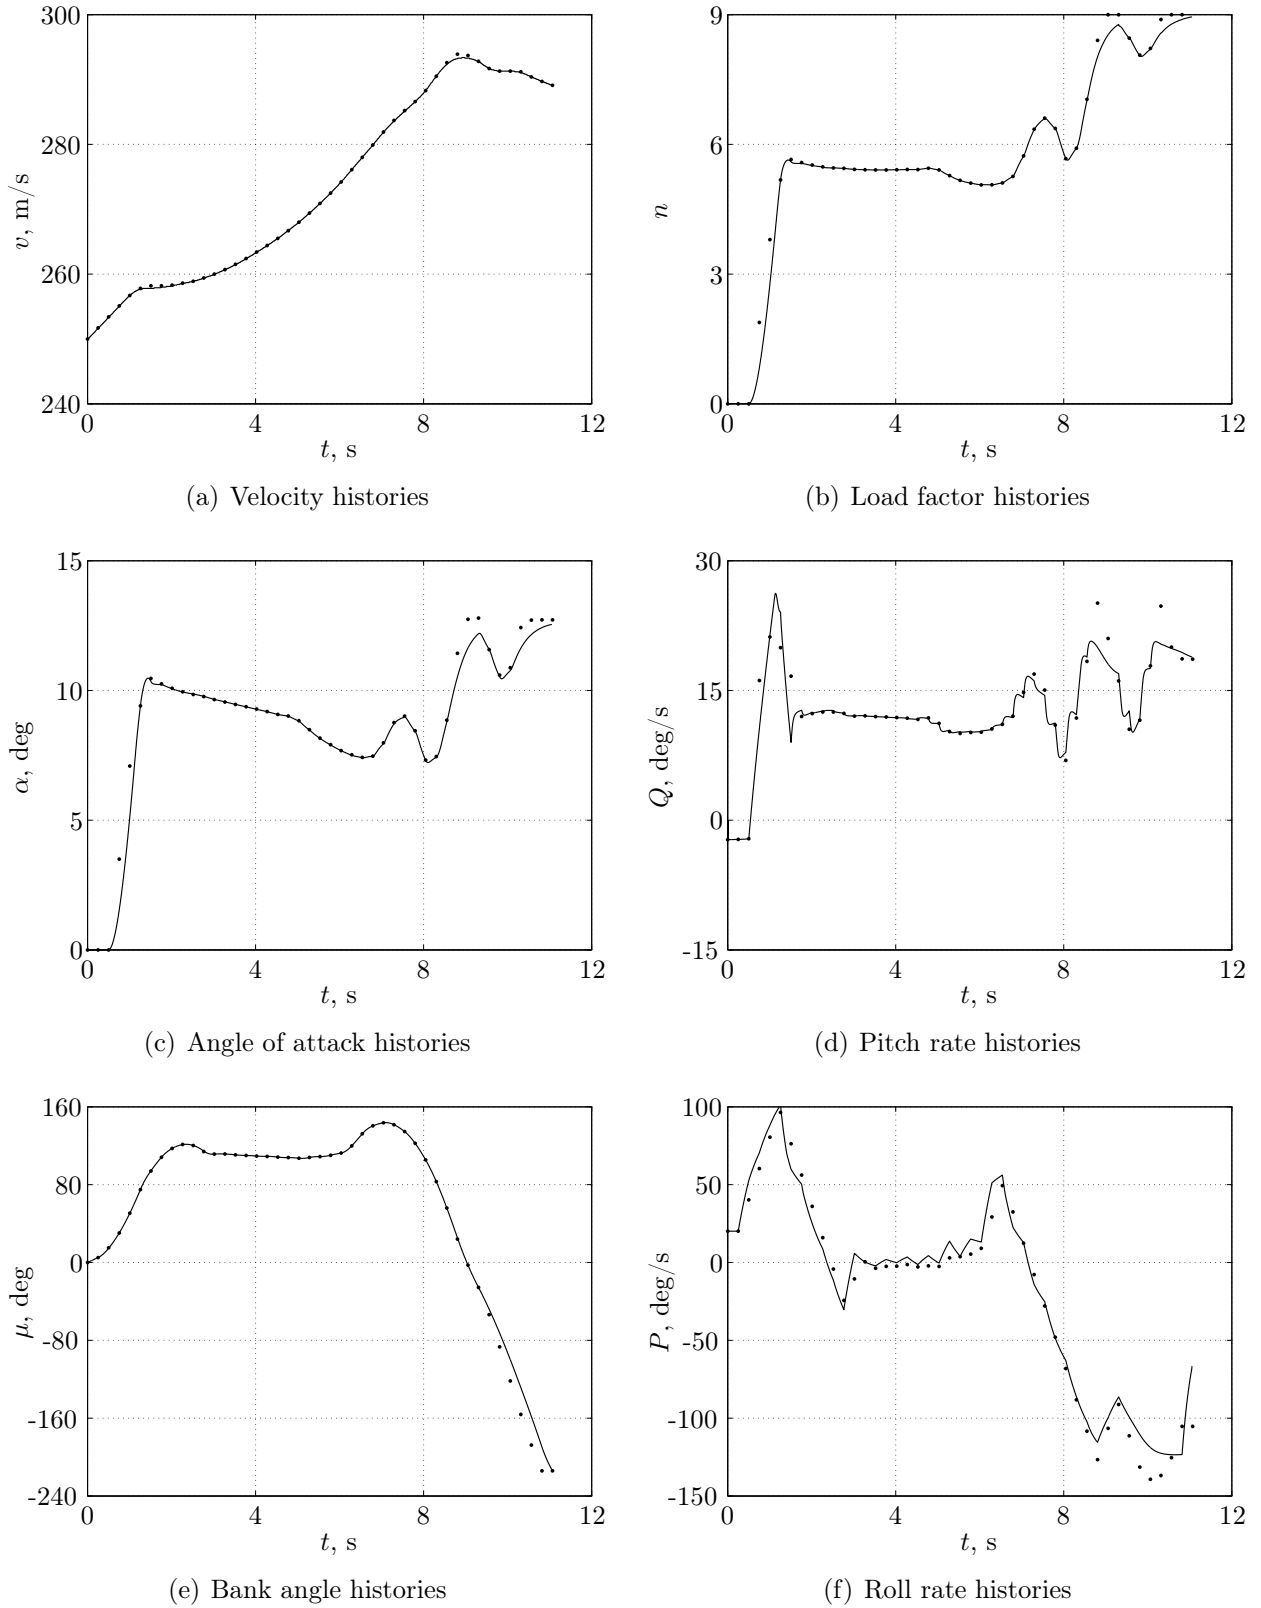 300
280
260
240
v, m/s
0
4
8
12
t, s
(a) Velocity histories
9
6
3
0
n
0
4
8
12
t, s
(b) Load factor histories
15
10
5
0
α, deg
0
4
8
12
t, s
(c) Angle of attack histories
30
15
0
-15
Q, deg/s
0
4
8
12
t, s
(d) Pitch rate histories
160
80
0
-80
-160
-240
μ, deg
0
4
8
12
t, s
(e) Bank angle histories
100
50
0
-50
-100
-150
P, deg/s
0
4
8
12
t, s
(f) Roll rate histories